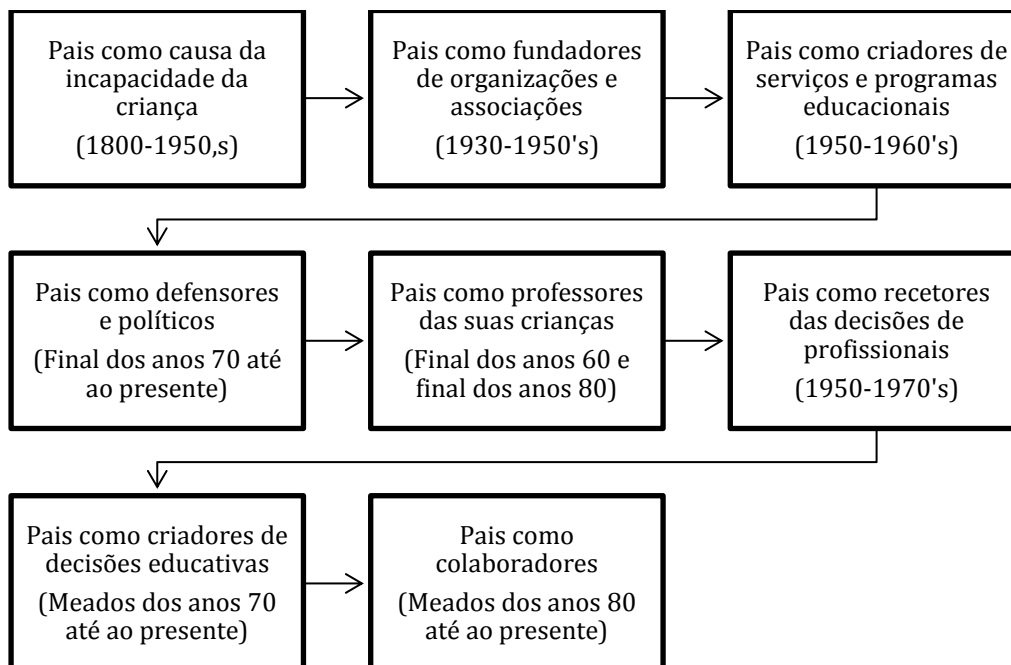 Pais como causa da
incapacidade da
criança
(1800-1950,s)
Pais como fundadores
de organizações e
associações
(1930-1950's)
Pais como criadores de
serviços e programas
educacionais
(1950-1960's)
Pais como defensores
e políticos
(Final dos anos 70 até
ao presente)
Pais como professores
das suas crianças
(Final dos anos 60 e
final dos anos 80)
Pais como recetores
das decisões de
profissionais
(1950-1970's)
Pais como criadores de
decisões educativas
(Meados dos anos 70
até ao presente)
Pais como
colaboradores
(Meados dos anos 80
até ao presente)